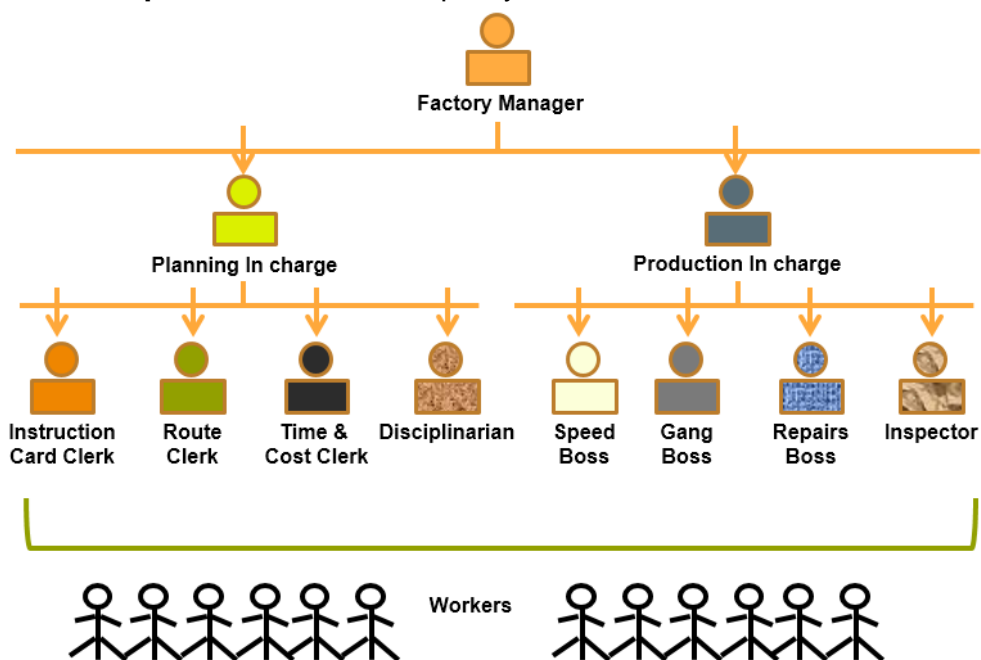 Factory Manager
Planning In charge
Production In charge
Instruction
Card Clerk
Route
Clerk
Time &
Cost Clerk
Disciplinarian
Speed
Boss
Gang
Boss
Repairs
Boss
Inspector
Workers